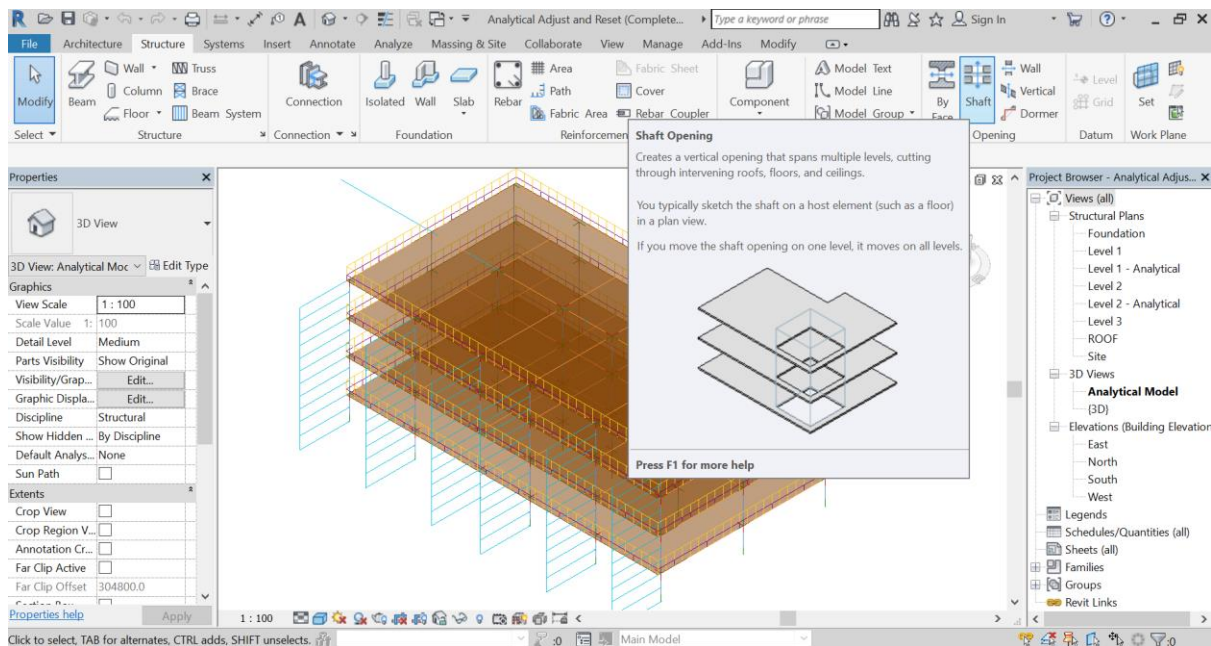 Analytical Adjust and Reset (Complete...
Type a keyword or phrase
Sign In
File Architecture Structure Systems Insert Annotate Analyze Massing & Site Collaborate View Manage Add-Ins Modify
Modify
Beam
Wall
Column
Floor
Truss
Brace
Beam System
Connection
Isolated
Wall
Slab
Rebar
Area
Path
Fabric Area
Fabric Sheet
Cover
Rebar Coupler
Component
Model Text
Model Line
Model Group
By
Face
Shaft
Wall
Vertical
Dormer
Level
Grid
Set
Select Structure Connection Foundation Reinforcemen Opening Datum Work Plane
Shaft Opening
Creates a vertical opening that spans multiple levels, cutting
through intervening roofs, floors, and ceilings.
You typically sketch the shaft on a host element (such as a floor)
in a plan view.
If you move the shaft opening on one level, it moves on all levels.
Press F1 for more help
Properties
3D View
3D View: Analytical Moc
Edit Type
Graphics
View Scale 1 : 100
Scale Value 1: 100
Detail Level Medium
Parts Visibility Show Original
Visibility/Grap... Edit...
Graphic Displa... Edit...
Discipline Structural
Show Hidden ... By Discipline
Default Analys... None
Sun Path
Extents
Crop View
Crop Region V...
Annotation Cr...
Far Clip Active
Far Clip Offset 304800.0
Properties help
Apply
Project Browser - Analytical Adjus...
Views (all)
Structural Plans
Foundation
Level 1
Level 1 - Analytical
Level 2
Level 2 - Analytical
Level 3
ROOF
Site
3D Views
Analytical Model
{3D}
Elevations (Building Elevation
East
North
South
West
Legends
Schedules/Quantities (all)
Sheets (all)
Families
Groups
Revit Links
1 : 100
Click to select, TAB for alternates, CTRL adds, SHIFT unselects.
:0
Main Model
:0